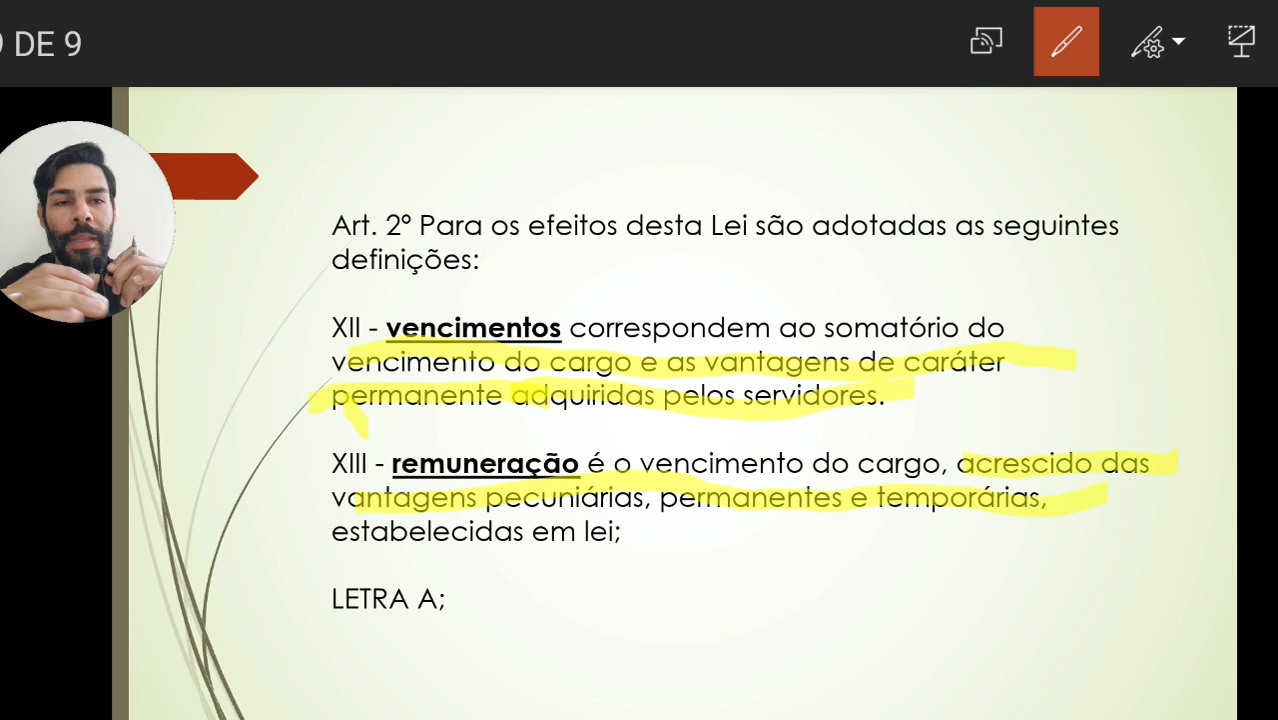 DE 9
Art. 2º Para os efeitos desta Lei são adotadas as seguintes
definições:
XII - vencimentos correspondem ao somatório do
vencimento do cargo e as vantagens de caráter
permanente adquiridas pelos servidores.
XIII - remuneração é o vencimento do cargo, acrescido das
vantagens pecuniárias, permanentes e temporárias,
estabelecidas em lei;
LETRA A;